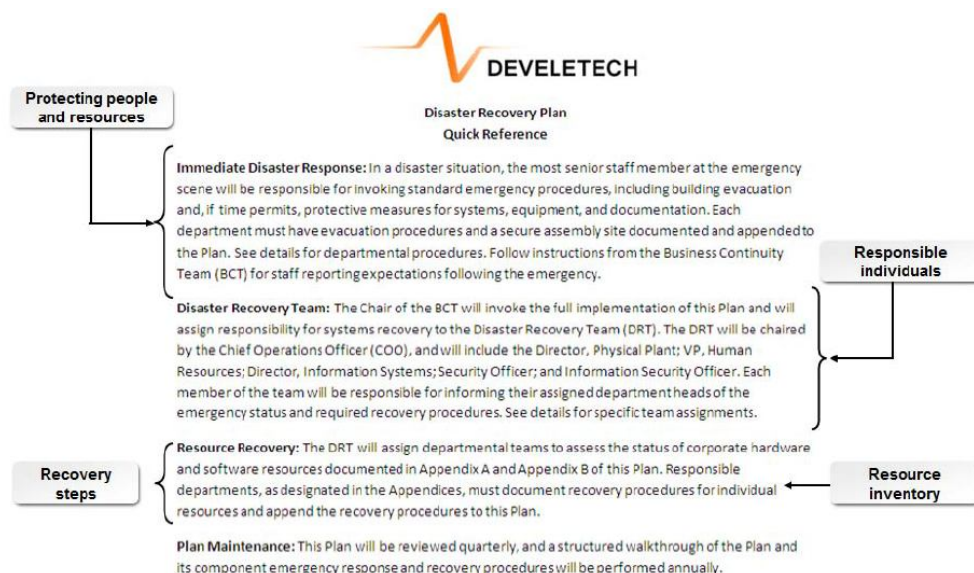 DEVELETECH
Protecting people
and resources
Disaster Recovery Plan
Quick Reference
Immediate Disaster Response: In a disaster situation, the most senior staff member at the emergency
scene will be responsible for invoking standard emergency procedures, including building evacuation
and, if time permits, protective measures for systems, equipment, and documentation. Each
department must have evacuation procedures and a secure assembly site documented and appended to
the Plan. See details for departmental procedures. Follow instructions from the Business Continuity
Team (BCT) for staff reporting expectations following the emergency.
Responsible
individuals
Disaster Recovery Team: The Chair of the BCT will invoke the full implementation of this Plan and will
assign responsibility for systems recovery to the Disaster Recovery Team (DRT). The DRT will be chaired
by the Chief Operations Officer (COO), and will include the Director, Physical Plant; VP, Human
Resources; Director, Information Systems; Security Officer; and Information Security Officer. Each
member of the team will be responsible for informing their assigned department heads of the
emergency status and required recovery procedures. See details for specific team assignments.
Recovery
steps
Resource Recovery: The DRT will assign departmental teams to assess the status of corporate hardware
and software resources documented in Appendix A and Appendix B of this Plan. Responsible
departments, as designated in the Appendices, must document recovery procedures for individual
resources and append the recovery procedures to this Plan.
Resource
inventory
Plan Maintenance: This Plan will be reviewed quarterly, and a structured walkthrough of the Plan and
its component emergency response and recovery procedures will be performed annually.